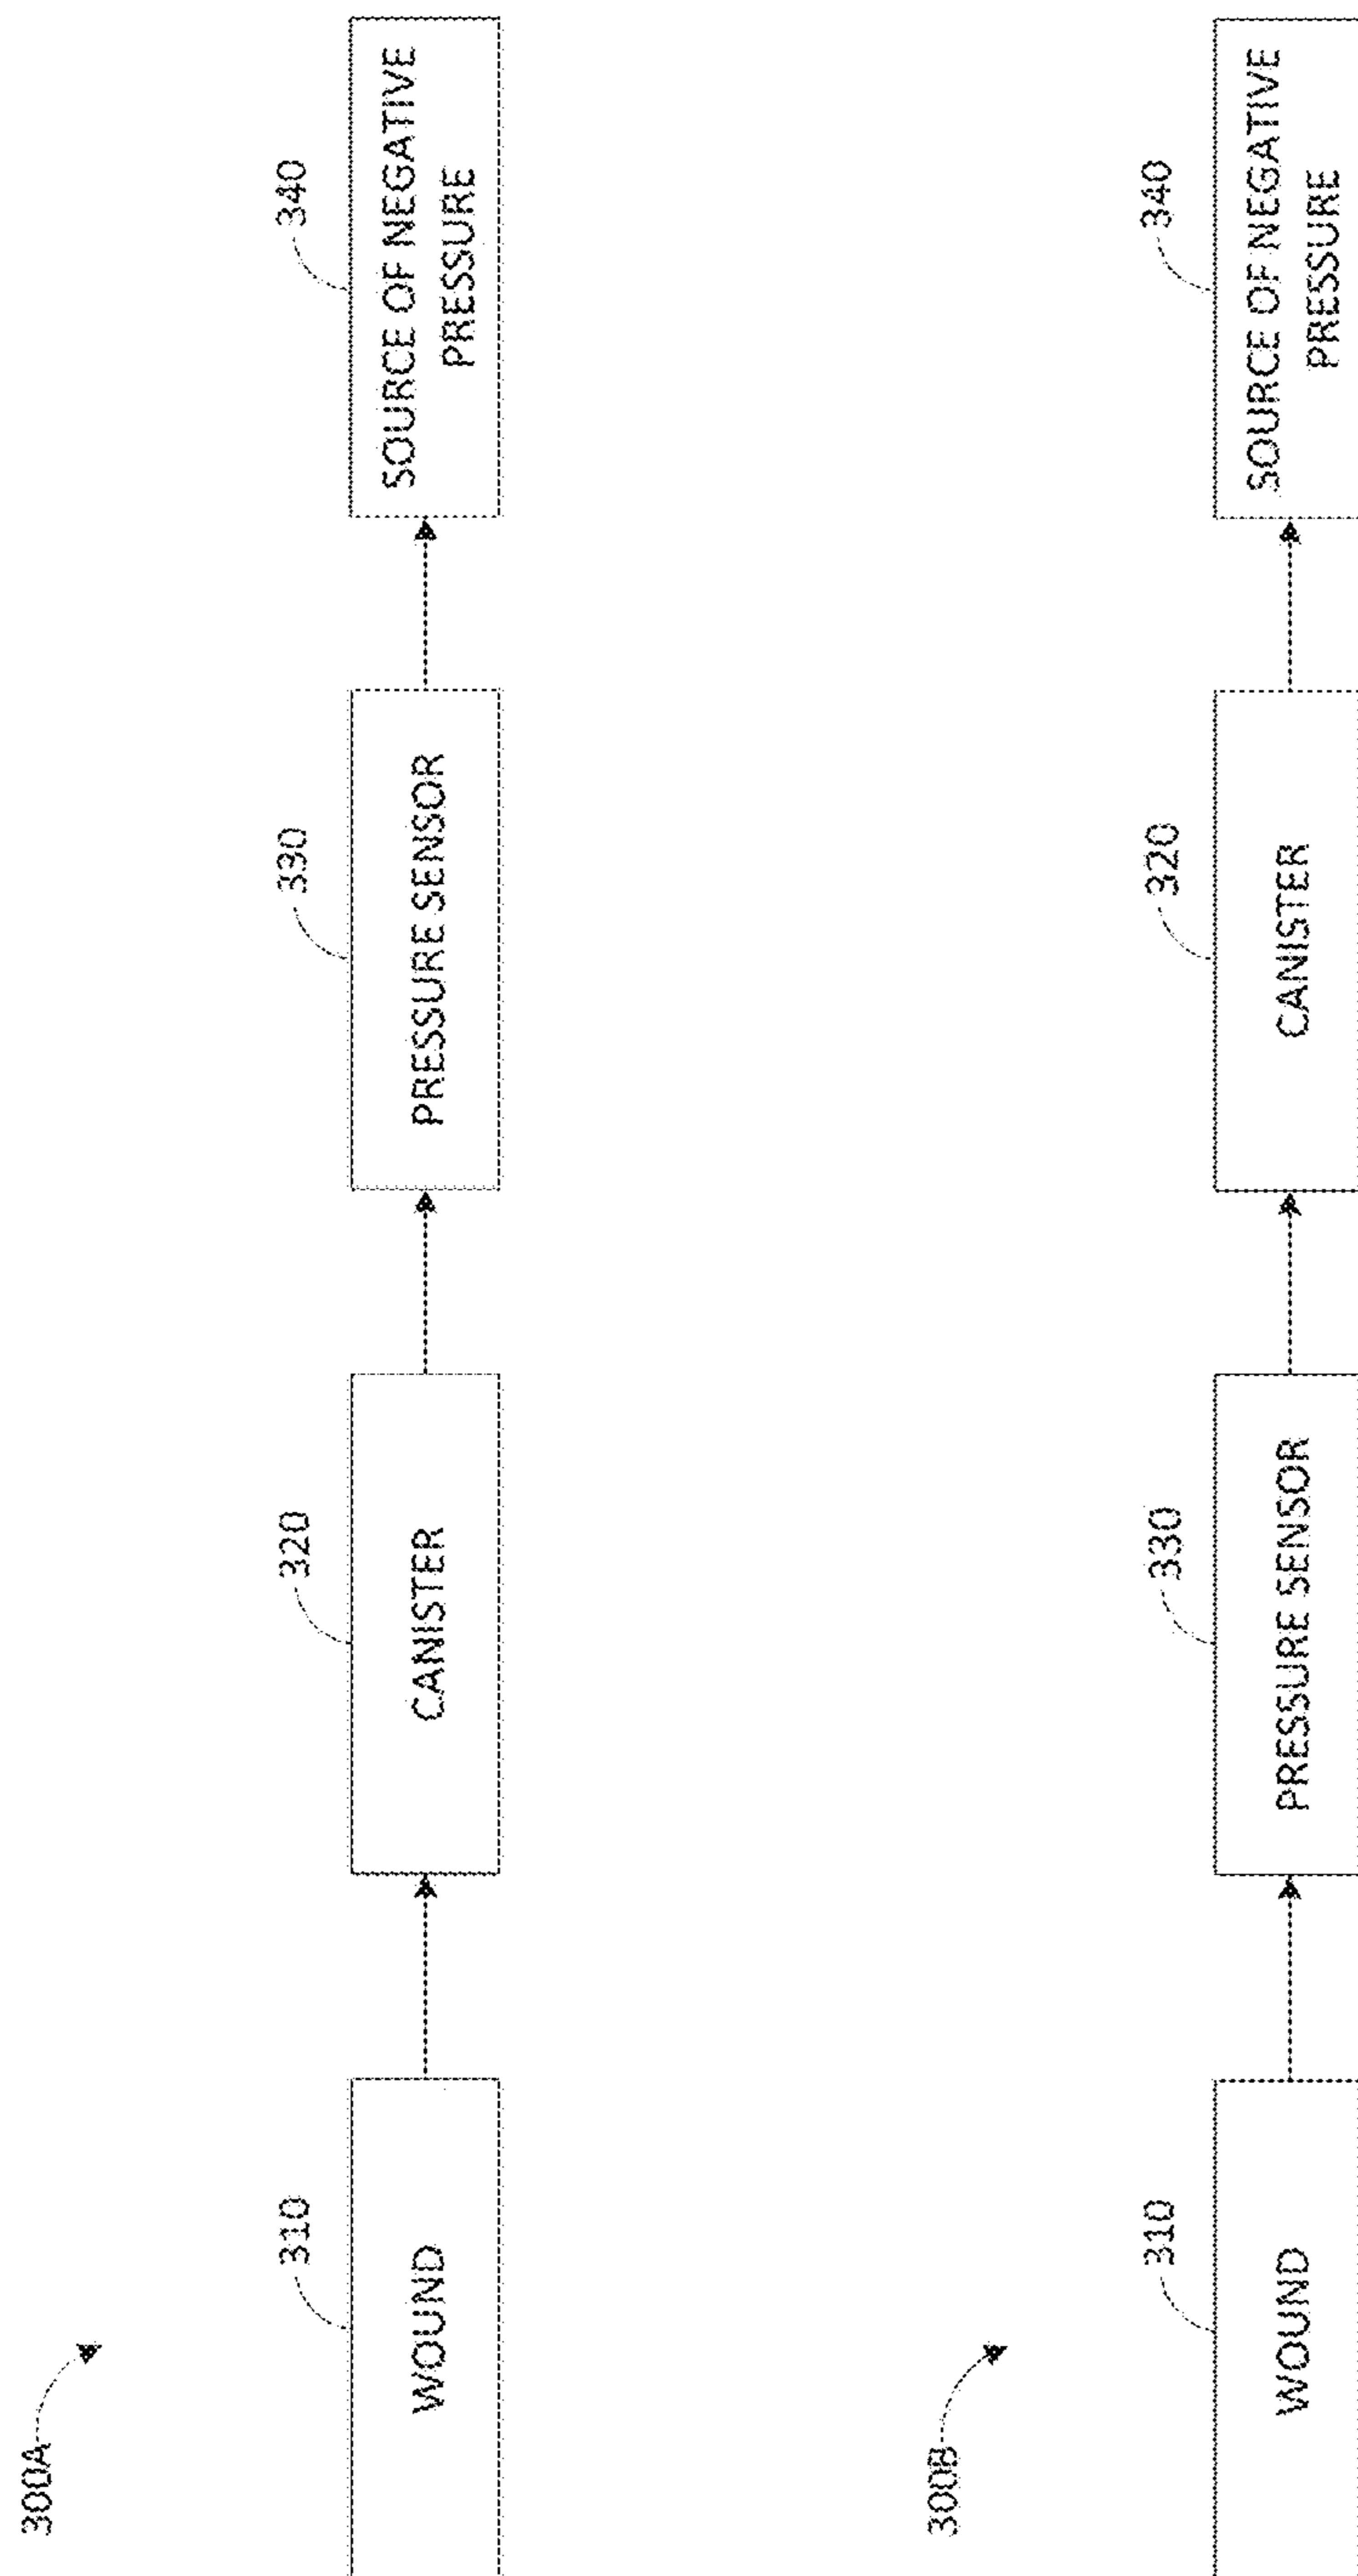 300A
310
WOUND
320
CANISTER
330
PRESSURE SENSOR
340
SOURCE OF NEGATIVE
PRESSURE
300B
310
WOUND
330
PRESSURE SENSOR
320
CANISTER
340
SOURCE OF NEGATIVE
PRESSURE